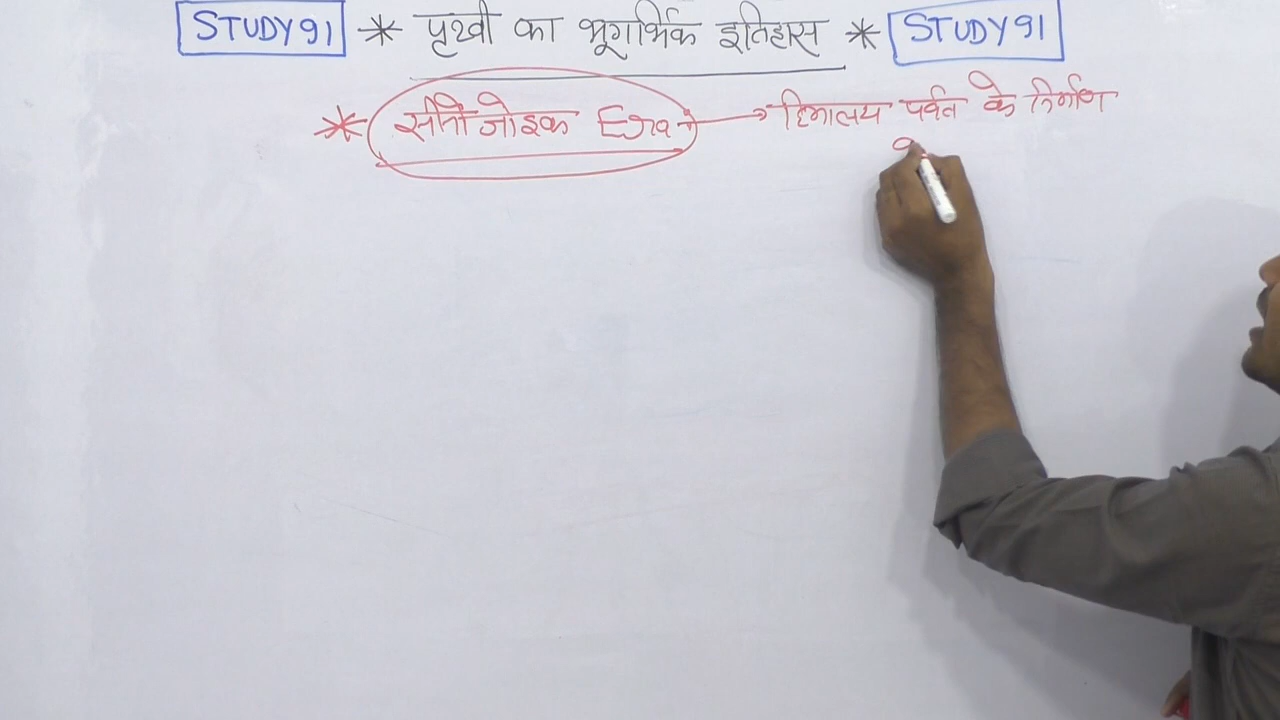 STUDY91 * पृथ्वी का भूगर्भिक इतिहास * STUDY91
* सीनोजोइक Era → हिमालय पर्वत के निर्माण